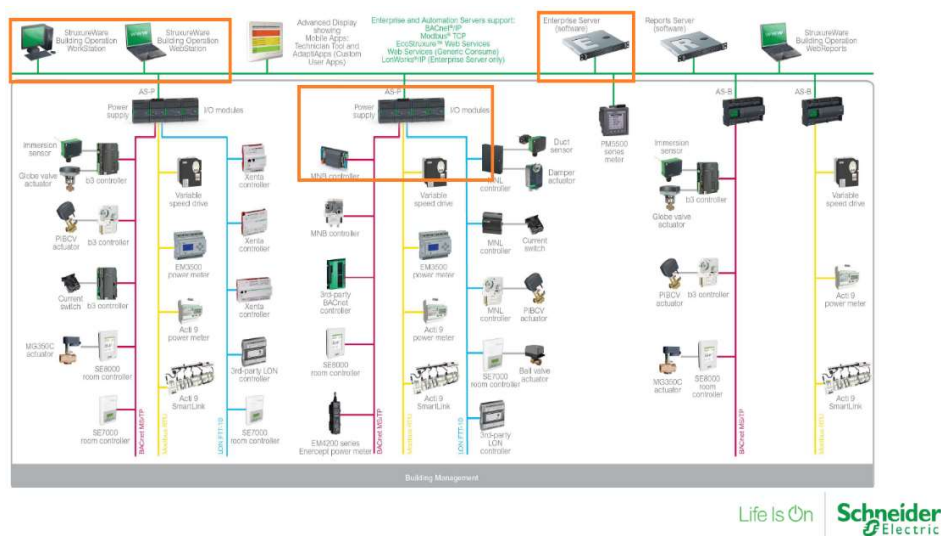 StruxureWare
Building Operation
WorkStation
StruxureWare
Building Operation
WebStation
Advanced Display
showing
Mobile Apps:
Technician Tool and
AdaptiApps (Custom
User Apps)
Enterprise and Automation Servers support:
BACnet®/IP
Modbus® TCP
EcoStruxure™ Web Services
Web Services (Generic Consume)
LonWorks®/IP (Enterprise Server only)
Enterprise Server
(software)
E
Reports Server
(software)
R
StruxureWare
Building Operation
WebReports
AS-P
Power
supply
I/O modules
Immersion
sensor
Globe valve
actuator
b3 controller
PIBCV
actuator
b3 controller
Current
switch
b3 controller
MG350C
actuator
SE8000
room controller
SE7000
room controller
BACnet MS/TP
Variable
speed drive
EM3500
power meter
Acti 9
power meter
Acti 9
SmartLink
Modbus RTU
Xenta
controller
Xenta
controller
Xenta
controller
3rd-party LON
controller
SE7000
room controller
LON FTT-10
AS-P
Power
supply
I/O modules
MNB controller
MNB controller
3rd-party
BACnet
controller
SE8000
room controller
EM4200 series
Enercept power meter
BACnet MS/TP
Variable
speed drive
EM3500
power meter
Acti 9
power meter
Acti 9
SmartLink
Modbus RTU
MNL
controller
Duct
sensor
Damper
actuator
MNL
controller
Current
switch
MNL
controller
PIBCV
actuator
SE7000
room controller
Ball valve
actuator
3rd-party
LON
controller
LON FTT-10
PM5500
series
meter
AS-B
Immersion
sensor
Globe valve
actuator
b3 controller
PIBCV
actuator
b3 controller
MG350C
actuator
SE8000
room
controller
BACnet MS/TP
AS-B
Variable
speed drive
Acti 9
power meter
Acti 9
SmartLink
Modbus RTU
Building Management
Life Is On
Schneider
Electric